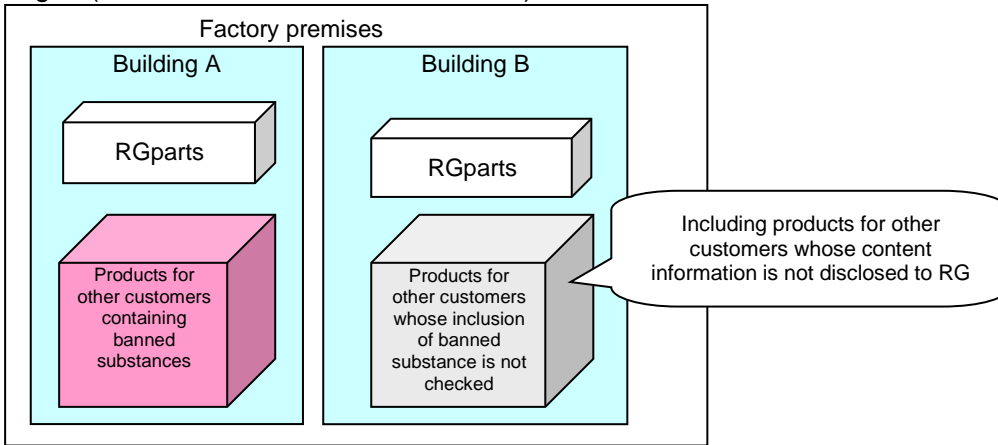 Factory premises
Building A
Building B
RGparts
RGparts
Products for
other customers
containing
banned
substances
Products for
other customers
whose inclusion
of banned
substance is not
checked
Including products for other
customers whose content
information is not disclosed to RG